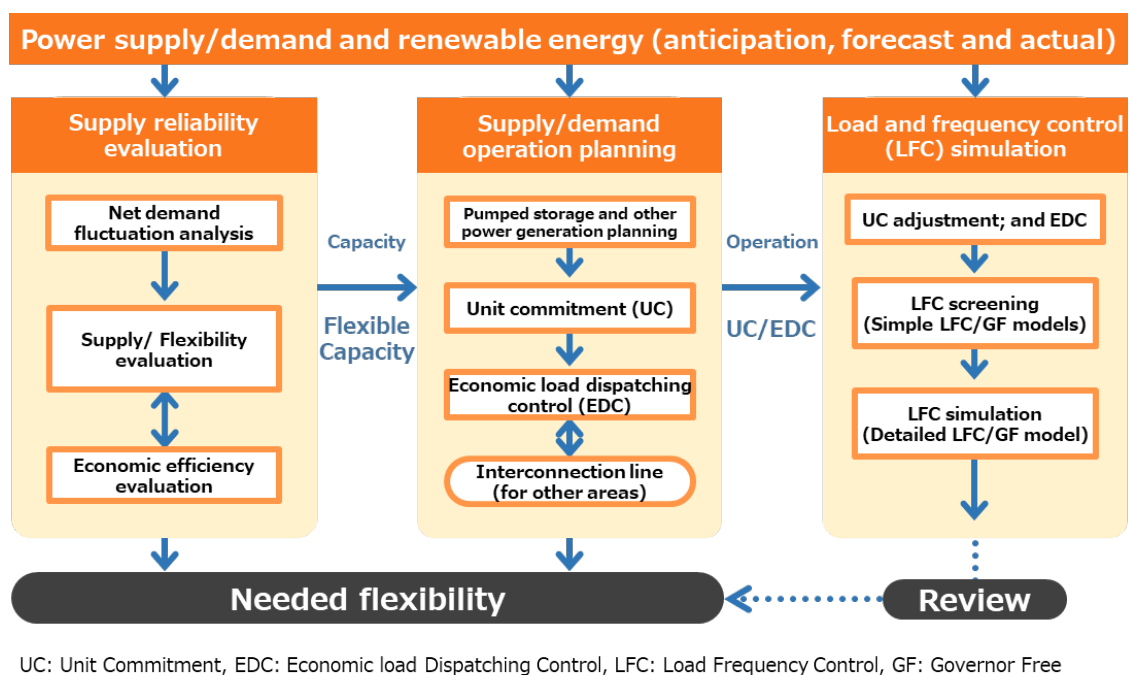 Power supply/demand and renewable energy (anticipation, forecast and actual)
Supply reliability
evaluation
Net demand
fluctuation analysis
Supply/ Flexibility
evaluation
Economic efficiency
evaluation
Capacity
Flexible
Capacity
Supply/demand
operation planning
Pumped storage and other
power generation planning
Unit commitment (UC)
Economic load dispatching
control (EDC)
Interconnection line
(for other areas)
Operation
UC/EDC
Load and frequency control
(LFC) simulation
UC adjustment; and EDC
LFC screening
(Simple LFC/GF models)
LFC simulation
(Detailed LFC/GF model)
Needed flexibility
Review
UC: Unit Commitment, EDC: Economic load Dispatching Control, LFC: Load Frequency Control, GF: Governor Free